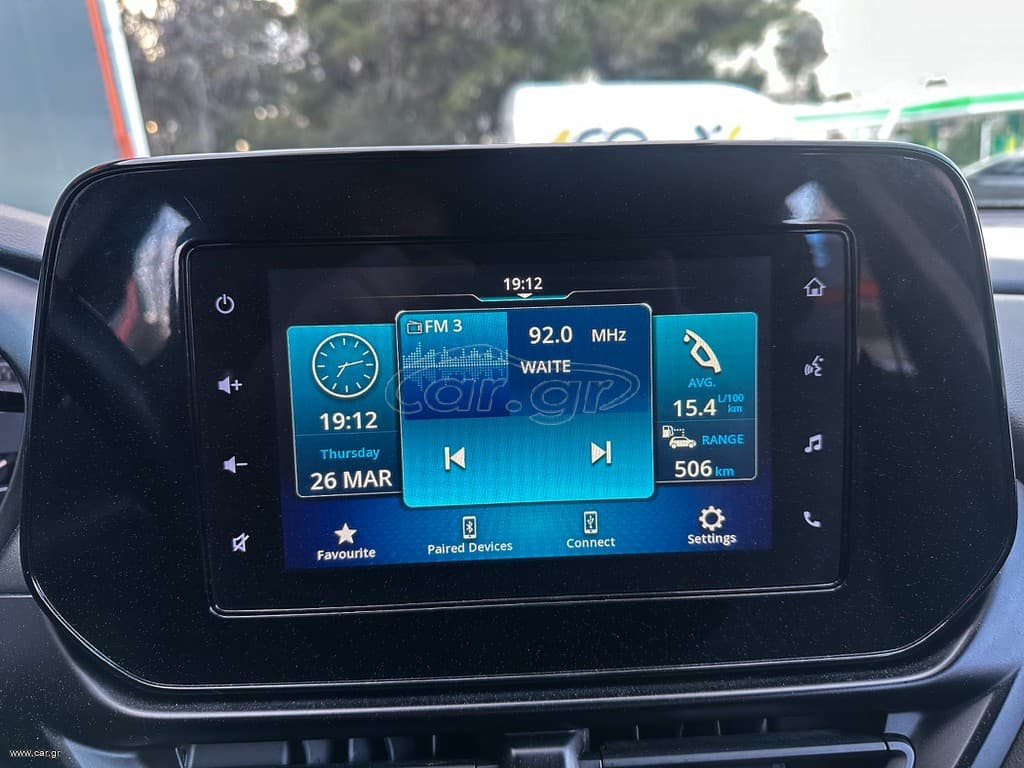 19:12
FM 3
92.0 MHz
WAITE
19:12
Thursday
26 MAR
AVG.
15.4 L/100 km
RANGE
506 km
Favourite
Paired Devices
Connect
Settings
car.gr
www.car.gr